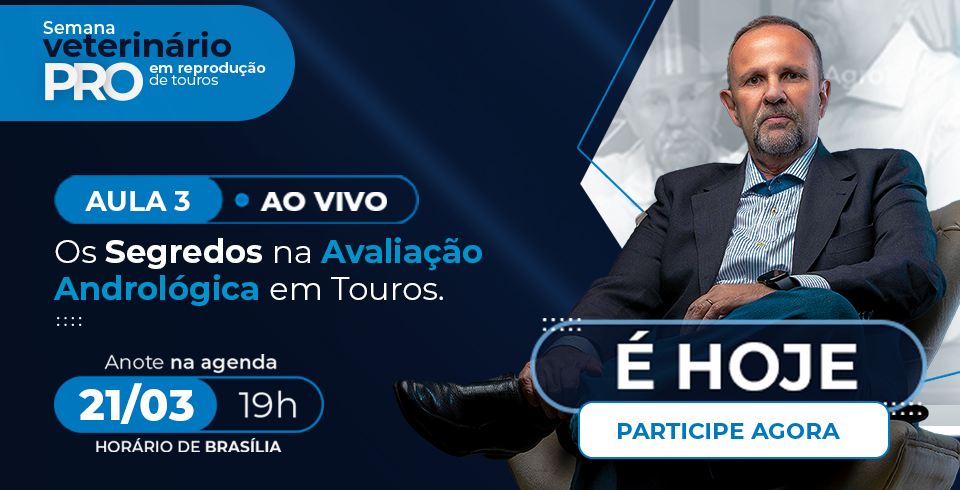 Semana
veterinário
PRO em reprodução
de touros
Agro
AULA 3 • AO VIVO
Os Segredos na Avaliação
Andrológica em Touros.
Anote na agenda
21/03 19h
HORÁRIO DE BRASÍLIA
É HOJE
PARTICIPE AGORA